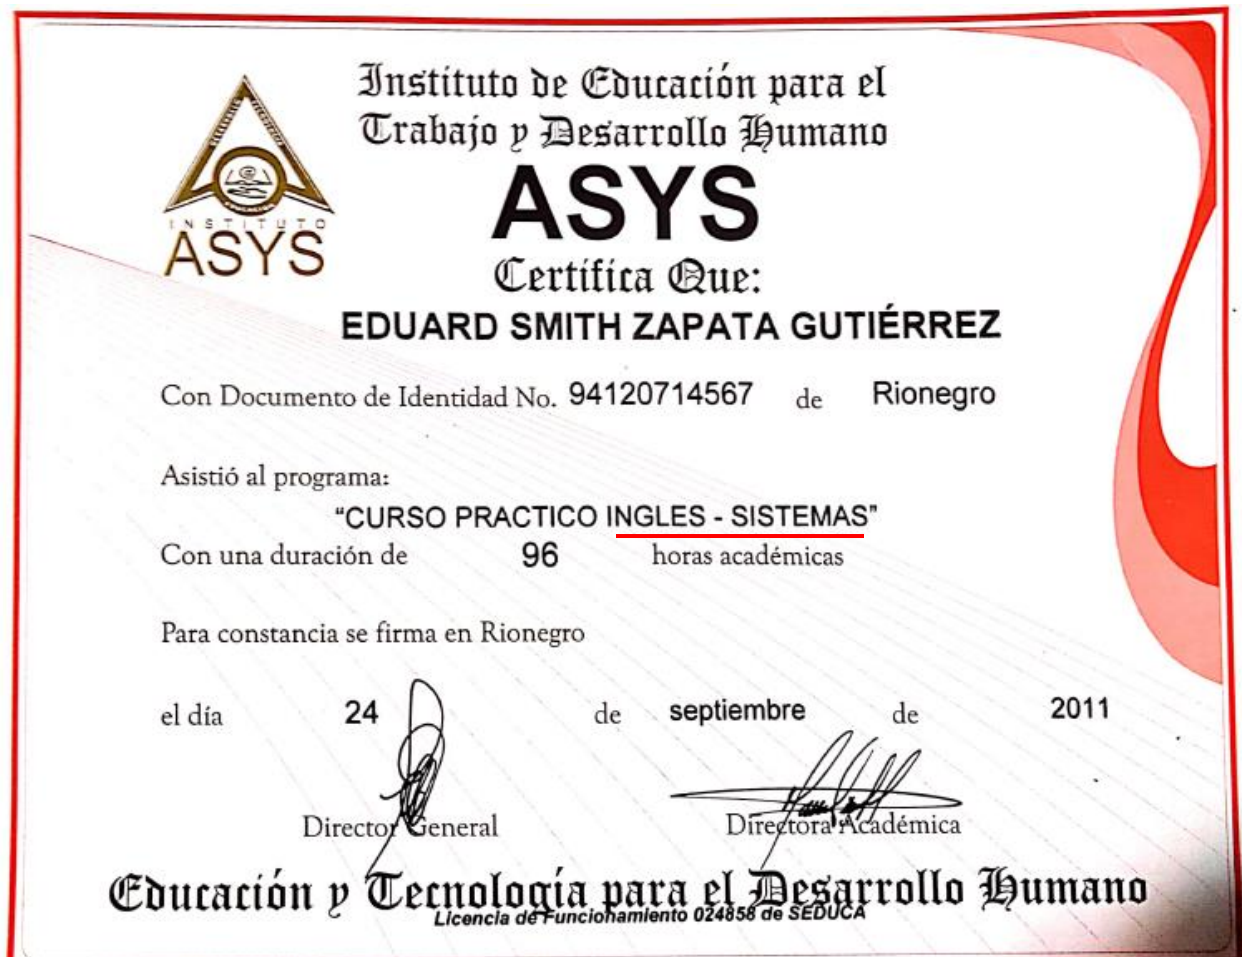 Instituto de Educación para el
Trabajo y Desarrollo Humano
ASYS
INSTITUTO
ASYS
Certifica Que:
EDUARD SMITH ZAPATA GUTIÉRREZ
Con Documento de Identidad No. 94120714567 de Rionegro
Asistió al programa:
“CURSO PRACTICO INGLES - SISTEMAS”
Con una duración de 96 horas académicas
Para constancia se firma en Rionegro
el día 24 de septiembre de 2011
Director General Directora Académica
Educación y Tecnología para el Desarrollo Humano
Licencia de Funcionamiento 024858 de SEDUCA